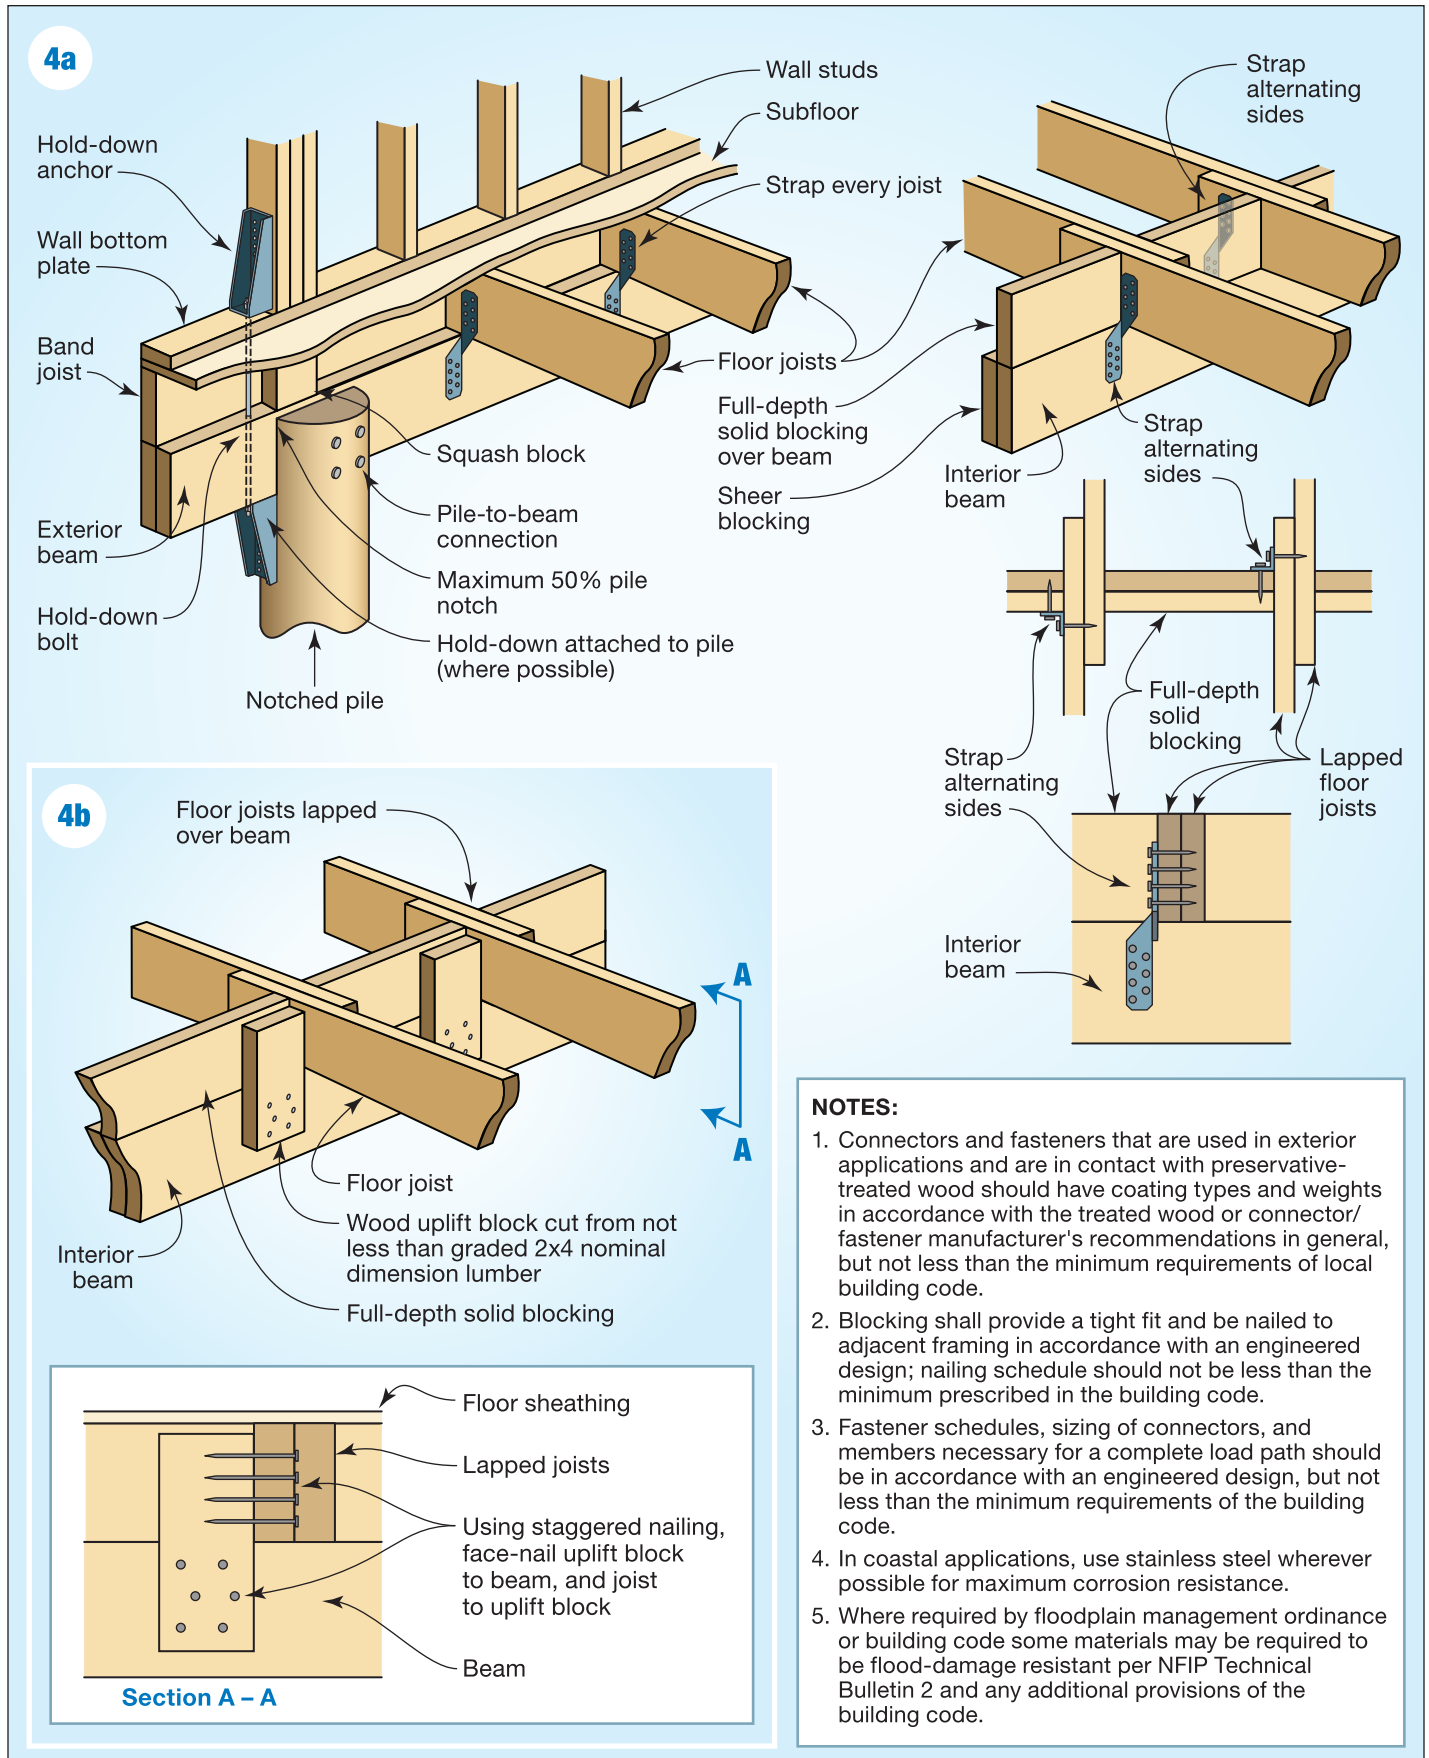 4a
Hold-down
anchor
Wall bottom
plate
Band
joist
Exterior
beam
Hold-down
bolt
Notched pile
Wall studs
Subfloor
Strap every joist
Floor joists
Squash block
Pile-to-beam
connection
Maximum 50% pile
notch
Hold-down attached to pile
(where possible)
Strap
alternating
sides
Full-depth
solid blocking
over beam
Sheer
blocking
Interior
beam
Strap
alternating
sides
Full-depth
solid
blocking
Strap
alternating
sides
Lapped
floor
joists
Interior
beam
4b
Floor joists lapped
over beam
A
A
Floor joist
Wood uplift block cut from not
less than graded 2x4 nominal
dimension lumber
Interior
beam
Full-depth solid blocking
Floor sheathing
Lapped joists
Using staggered nailing,
face-nail uplift block
to beam, and joist
to uplift block
Beam
Section A – A
NOTES:
1. Connectors and fasteners that are used in exterior
applications and are in contact with preservative-
treated wood should have coating types and weights
in accordance with the treated wood or connector/
fastener manufacturer's recommendations in general,
but not less than the minimum requirements of local
building code.
2. Blocking shall provide a tight fit and be nailed to
adjacent framing in accordance with an engineered
design; nailing schedule should not be less than the
minimum prescribed in the building code.
3. Fastener schedules, sizing of connectors, and
members necessary for a complete load path should
be in accordance with an engineered design, but not
less than the minimum requirements of the building
code.
4. In coastal applications, use stainless steel wherever
possible for maximum corrosion resistance.
5. Where required by floodplain management ordinance
or building code some materials may be required to
be flood-damage resistant per NFIP Technical
Bulletin 2 and any additional provisions of the
building code.